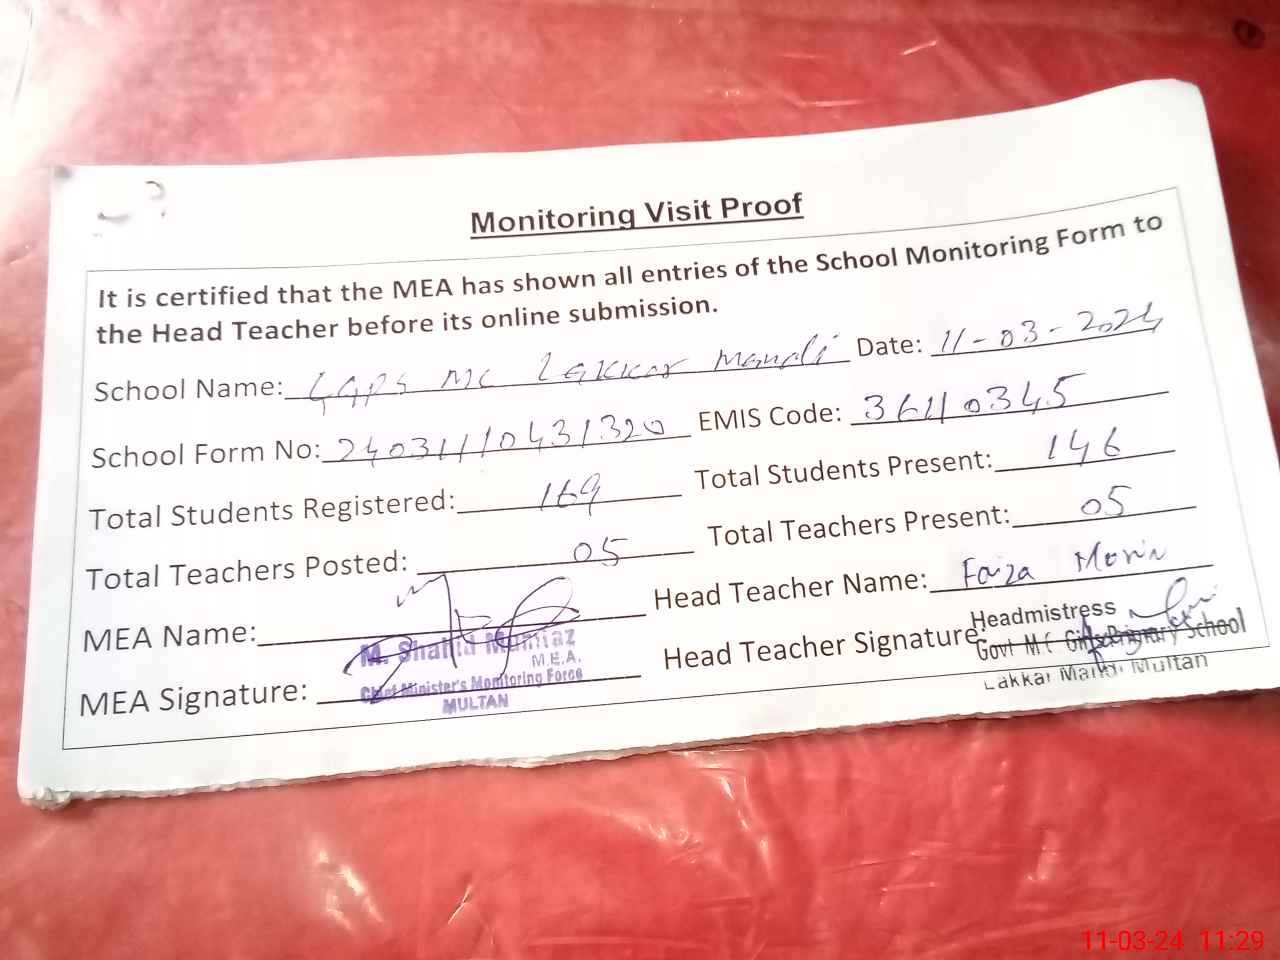 Monitoring Visit Proof
It is certified that the MEA has shown all entries of the School Monitoring Form to
the Head Teacher before its online submission.
School Name: GGPS MC Lakkar Mandi Date: 11-03-2024
School Form No: 24031110431320 EMIS Code: 36110345
Total Students Registered: 169 Total Students Present: 146
Total Teachers Posted: 05 Total Teachers Present: 05
MEA Name: Head Teacher Name: Faiza
M. Shahid Mumtaz
M.E.A.
Chief Minister's Monitoring Force
MULTAN
MEA Signature: Head Teacher Signature:
Headmistress
Govt M.C Girls Primary School
Lakkar Mandi Multan
11-03-24 11:29